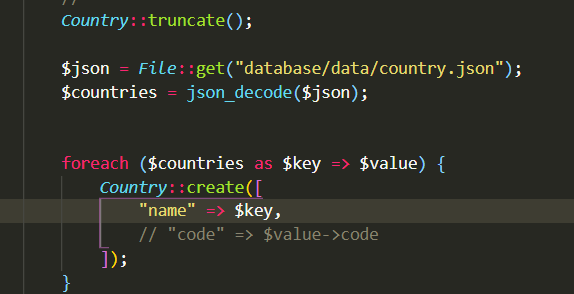 //
Country::truncate();
$json = File::get("database/data/country.json");
$countries = json_decode($json);
foreach ($countries as $key => $value) {
Country::create([
"name" => $key,
// "code" => $value->code
]);
}